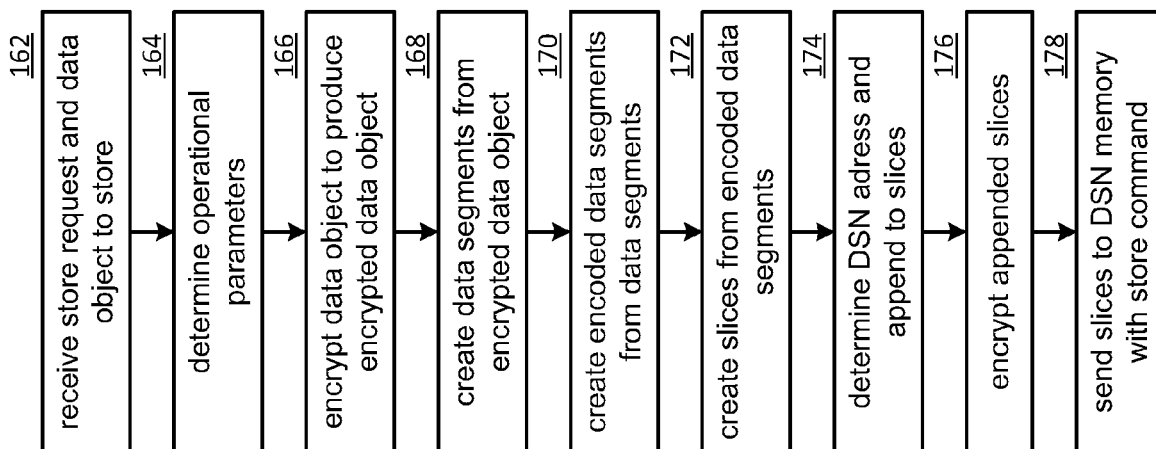 162
receive store request and data
object to store
164
determine operational
parameters
166
encrypt data object to produce
encrypted data object
168
create data segments from
encrypted data object
170
create encoded data segments
from data segments
172
create slices from encoded data
segments
174
determine DSN adress and
append to slices
176
encrypt appended slices
178
send slices to DSN memory
with store command